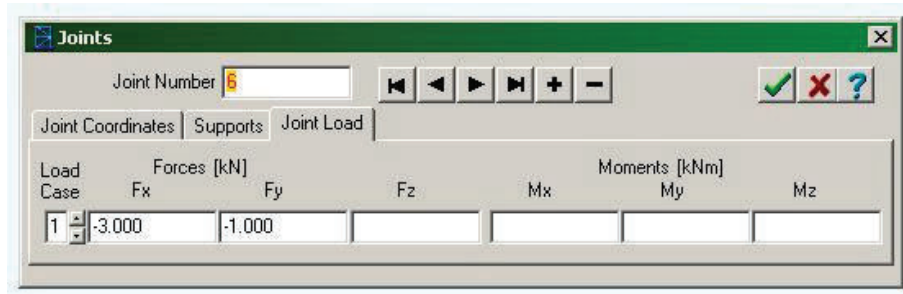 Joints
Joint Number 6
Joint Coordinates Supports Joint Load
Load Case Forces [kN] Moments [kNm]
Fx Fy Fz Mx My Mz
1 -3.000 -1.000